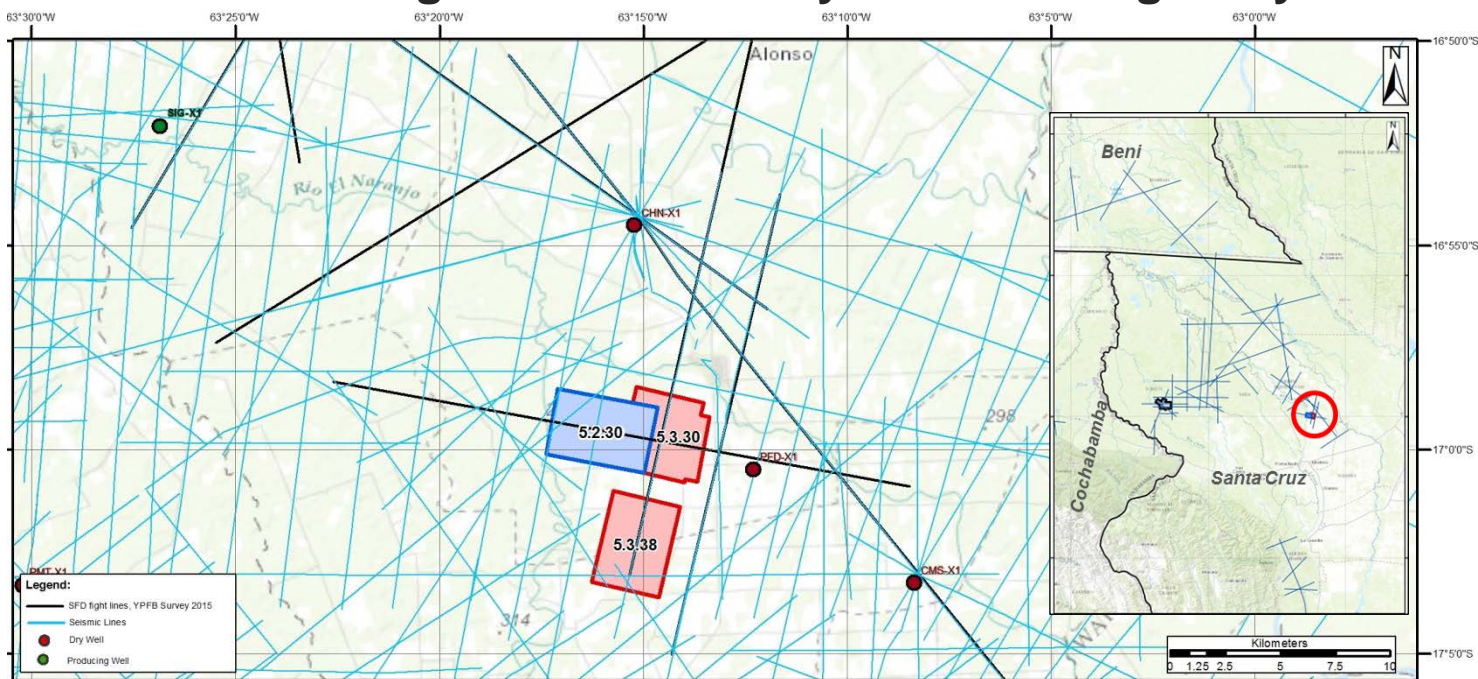 63°30'0"W
63°25'0"W
63°20'0"W
63°15'0"W
63°10'0"W
63°5'0"W
63°0'0"W
16°50'0"S
Alonso
N
SIG-X1
N
Beni
Rio El Naranjo
CHN-X1
16°55'0"S
298
5.2.30
5.3.30
PFD-X1
17°0'0"S
Cochabamba
Santa Cruz
5.3.38
CMS-X1
PMT-X1
Legend:
SFD fight lines, YPFB Survey 2015
Seismic Lines
Dry Well
Producing Well
314
Kilometers
0 1.25 2.5 5 7.5 10
17°5'0"S